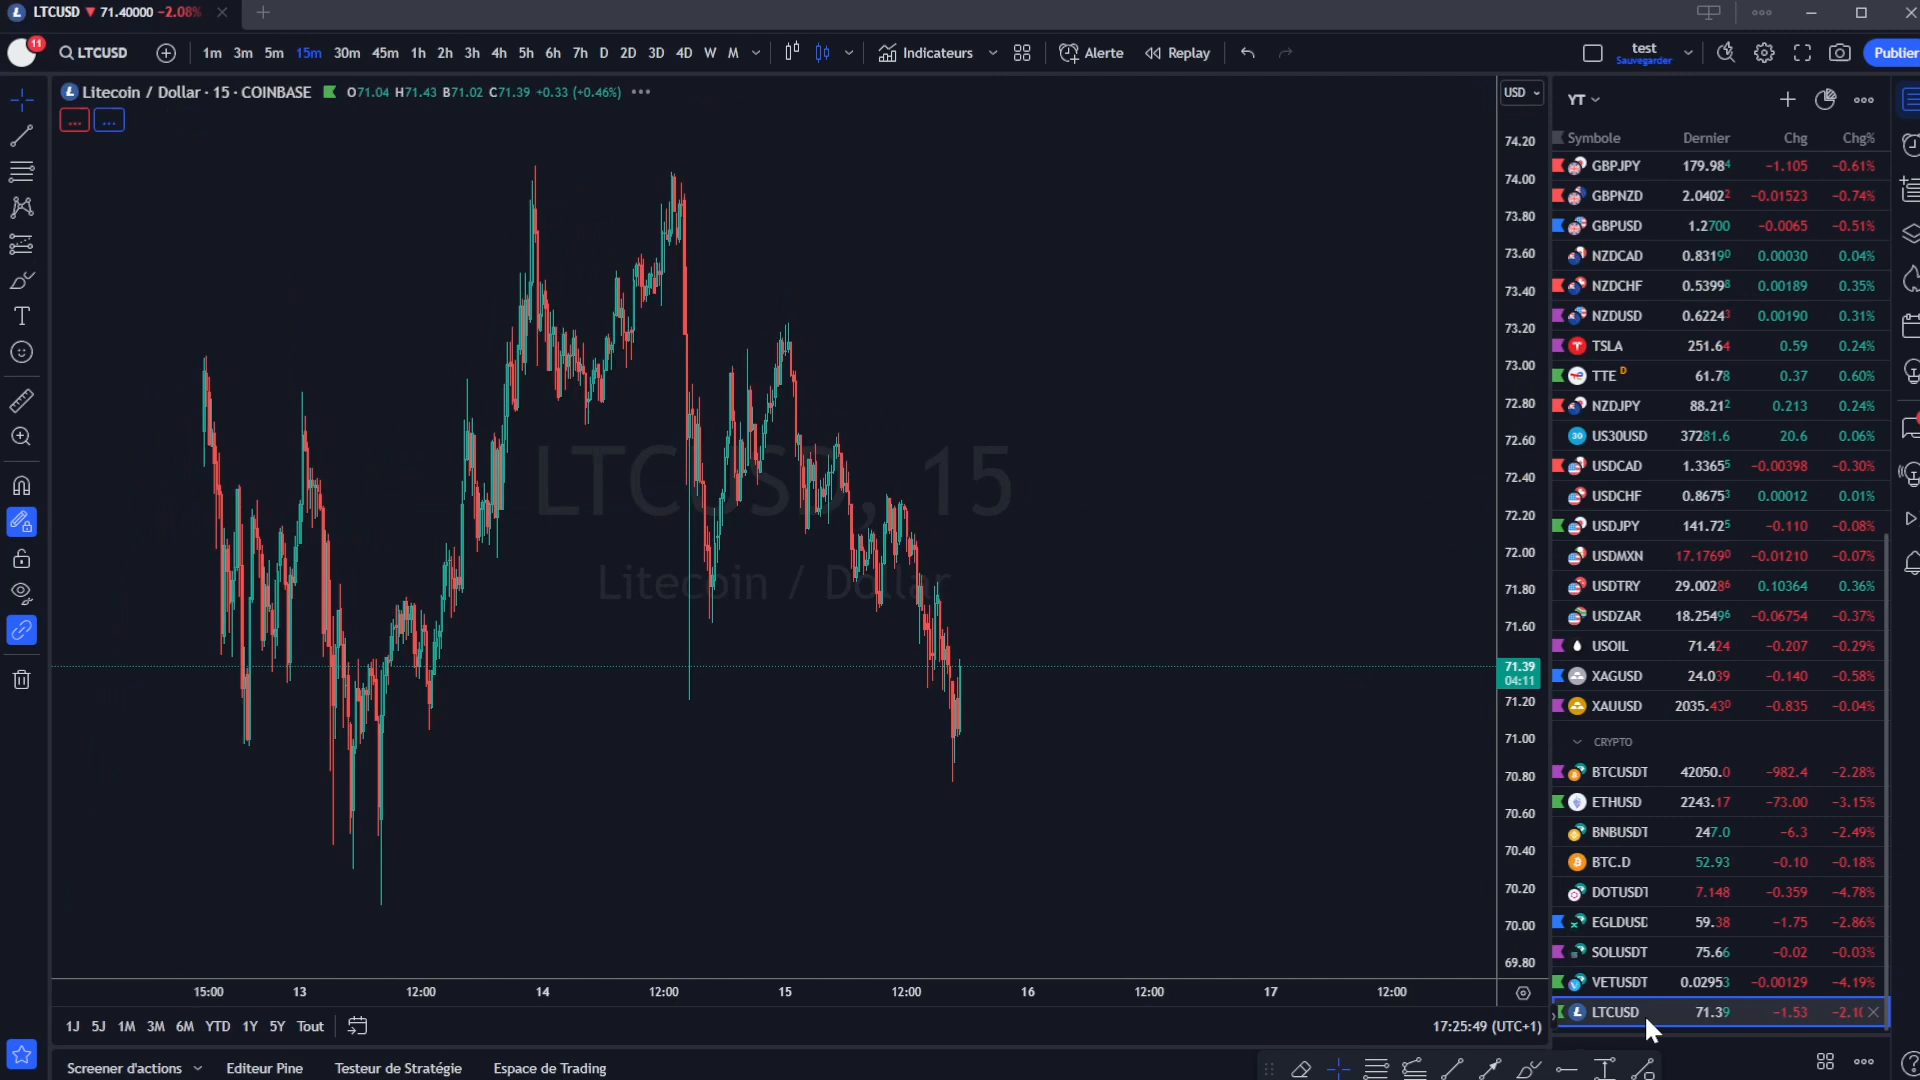 LTCUSD ▼ 71.40000 −2.08%
11 LTCUSD 1m 3m 5m 15m 30m 45m 1h 2h 3h 4h 5h 6h 7h D 2D 3D 4D W M Indicateurs Alerte Replay test Sauvegarder Publier
Litecoin / Dollar · 15 · COINBASE O71.04 H71.43 B71.02 C71.39 +0.33 (+0.46%)
... ...
LTCUSD, 15
Litecoin / Dollar
USD
74.20
74.00
73.80
73.60
73.40
73.20
73.00
72.80
72.60
72.40
72.20
72.00
71.80
71.60
71.39
04:11
71.20
71.00
70.80
70.60
70.40
70.20
70.00
69.80
15:00 13 12:00 14 12:00 15 12:00 16 12:00 17 12:00
1J 5J 1M 3M 6M YTD 1Y 5Y Tout 17:25:49 (UTC+1)
Screener d'actions Editeur Pine Testeur de Stratégie Espace de Trading
YT
Symbole Dernier Chg Chg%
GBPJPY 179.984 −1.105 −0.61%
GBPNZD 2.04022 −0.01523 −0.74%
GBPUSD 1.2700 −0.0065 −0.51%
NZDCAD 0.83190 0.00030 0.04%
NZDCHF 0.53998 0.00189 0.35%
NZDUSD 0.62243 0.00190 0.31%
TSLA 251.64 0.59 0.24%
TTE D 61.78 0.37 0.60%
NZDJPY 88.212 0.213 0.24%
30 US30USD 37281.6 20.6 0.06%
USDCAD 1.33655 −0.00398 −0.30%
USDCHF 0.86753 0.00012 0.01%
USDJPY 141.725 −0.110 −0.08%
USDMXN 17.17690 −0.01210 −0.07%
USDTRY 29.00286 0.10364 0.36%
USDZAR 18.25496 −0.06754 −0.37%
USOIL 71.424 −0.207 −0.29%
XAGUSD 24.039 −0.140 −0.58%
XAUUSD 2035.430 −0.835 −0.04%
CRYPTO
BTCUSDT 42050.0 −982.4 −2.28%
ETHUSD 2243.17 −73.00 −3.15%
BNBUSDT 247.0 −6.3 −2.49%
BTC.D 52.93 −0.10 −0.18%
DOTUSDT 7.148 −0.359 −4.78%
EGLDUSD 59.38 −1.75 −2.86%
SOLUSDT 75.66 −0.02 −0.03%
VETUSDT 0.02953 −0.00129 −4.19%
LTCUSD 71.39 −1.53 −2.10